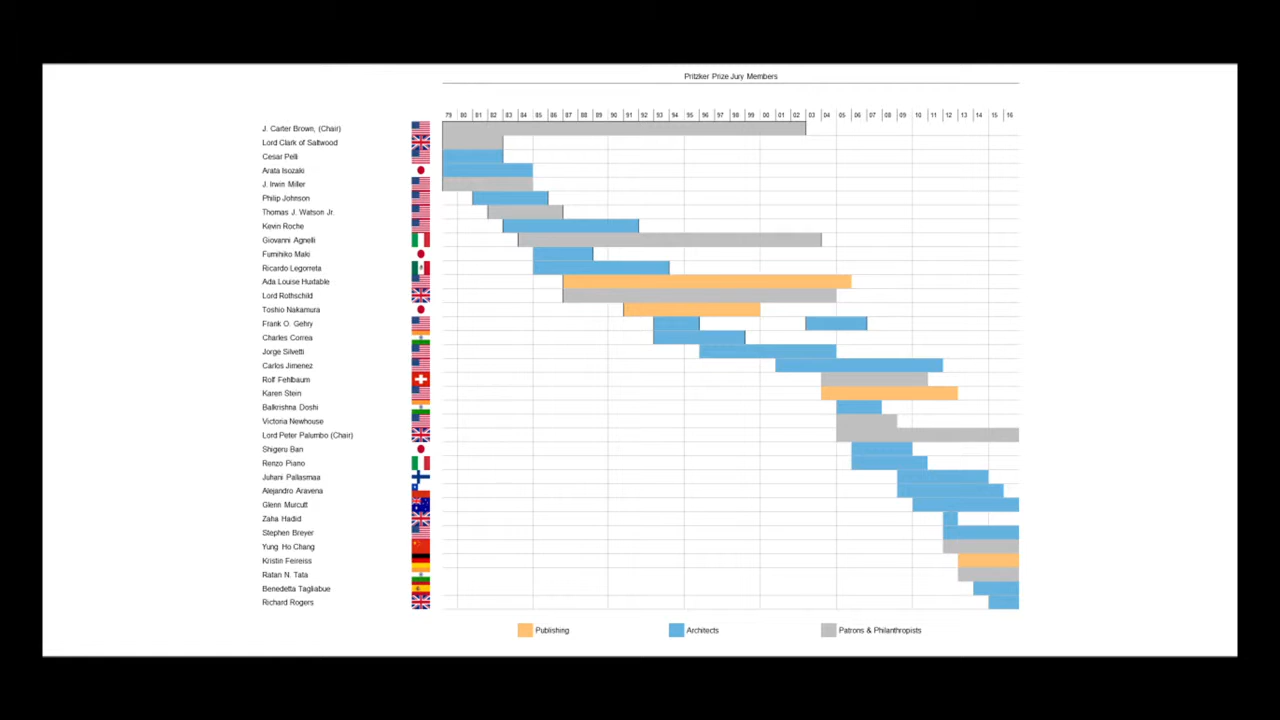 Pritzker Prize Jury Members
79 80 81 82 83 84 85 86 87 88 89 90 91 92 93 94 95 96 97 98 99 00 01 02 03 04 05 06 07 08 09 10 11 12 13 14 15 16
J. Carter Brown, (Chair)
Lord Clark of Saltwood
Cesar Pelli
Arata Isozaki
J. Irwin Miller
Philip Johnson
Thomas J. Watson Jr.
Kevin Roche
Giovanni Agnelli
Fumihiko Maki
Ricardo Legorreta
Ada Louise Huxtable
Lord Rothschild
Toshio Nakamura
Frank O. Gehry
Charles Correa
Jorge Silvetti
Carlos Jimenez
Rolf Fehlbaum
Karen Stein
Balkrishna Doshi
Victoria Newhouse
Lord Peter Palumbo (Chair)
Shigeru Ban
Renzo Piano
Juhani Pallasmaa
Alejandro Aravena
Glenn Murcutt
Zaha Hadid
Stephen Breyer
Yung Ho Chang
Kristin Feireiss
Ratan N. Tata
Benedetta Tagliabue
Richard Rogers
Publishing Architects Patrons & Philanthropists